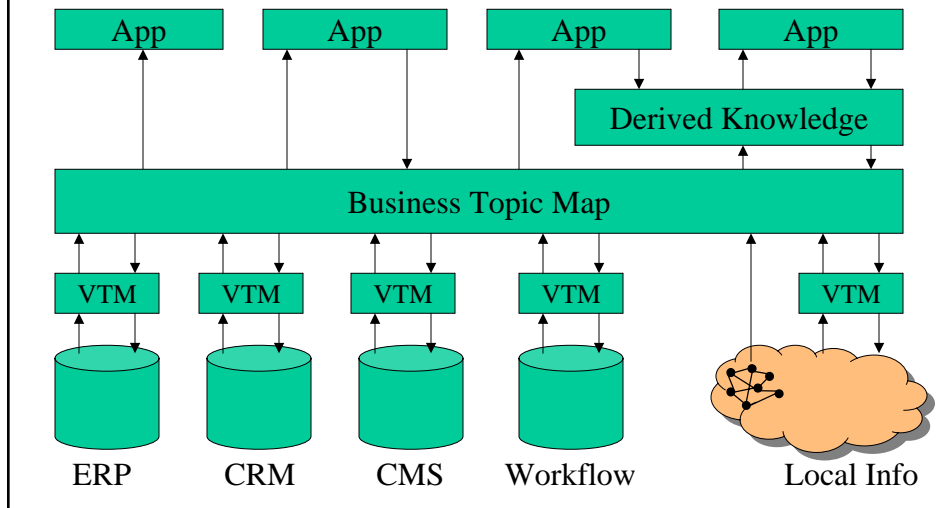 App
App
App
App
Derived Knowledge
Business Topic Map
VTM
VTM
VTM
VTM
VTM
ERP
CRM
CMS
Workflow
Local Info